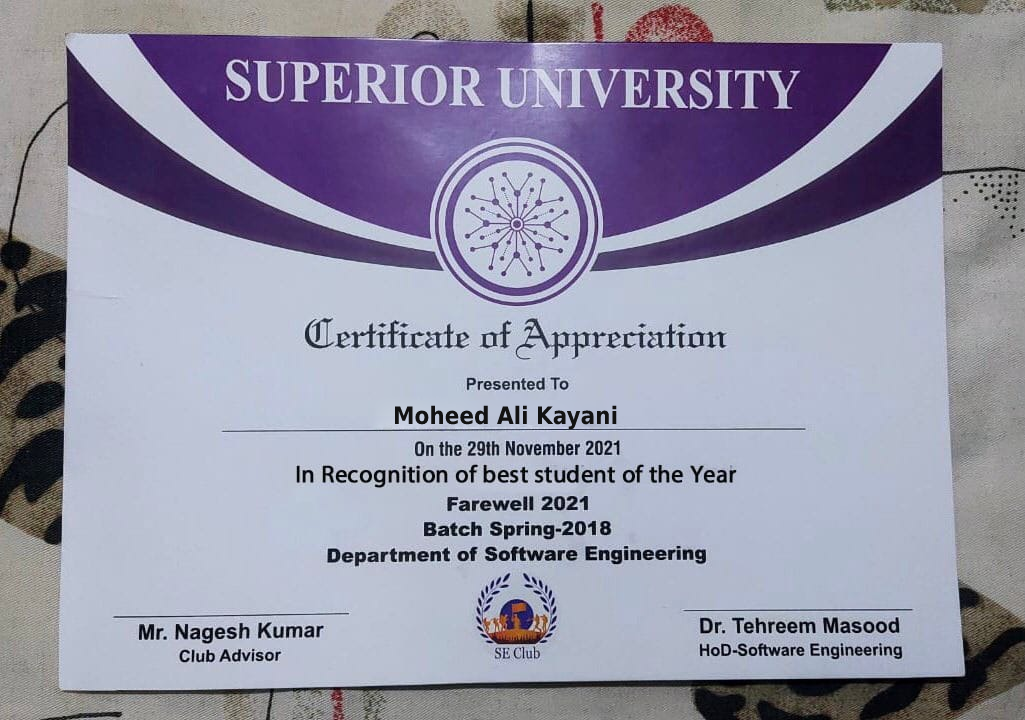 SUPERIOR UNIVERSITY
Certificate of Appreciation
Presented To
Moheed Ali Kayani
On the 29th November 2021
In Recognition of best student of the Year
Farewell 2021
Batch Spring-2018
Department of Software Engineering
Mr. Nagesh Kumar
Club Advisor
SE Club
Dr. Tehreem Masood
HoD-Software Engineering